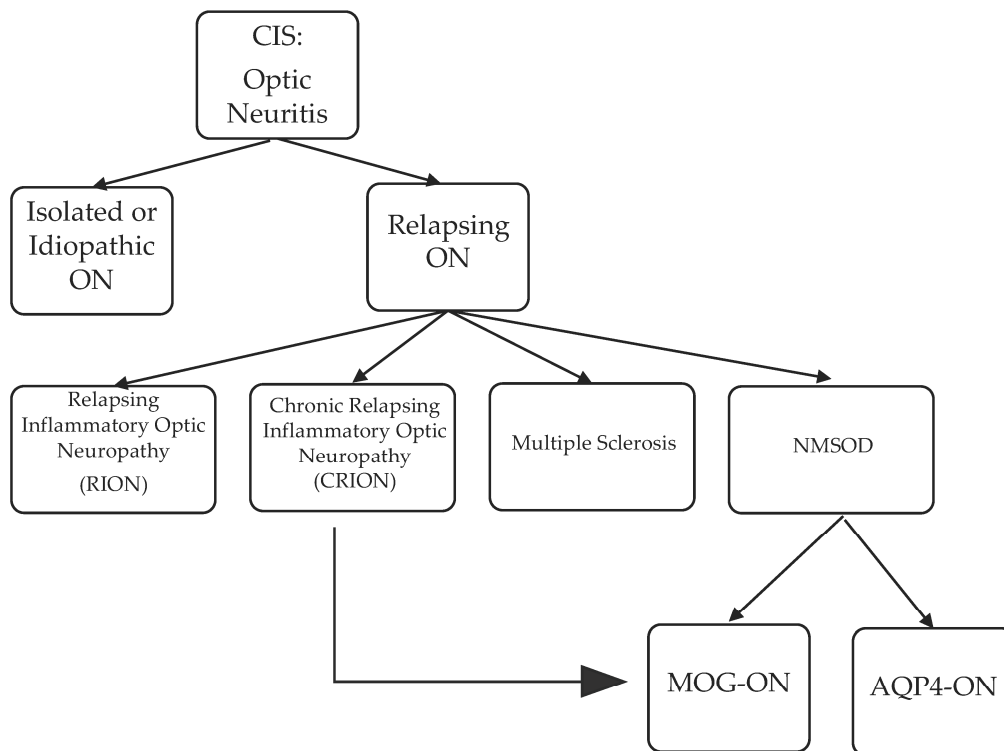 CIS:
Optic
Neuritis
Isolated or
Idiopathic
ON
Relapsing
ON
Relapsing
Inflammatory Optic
Neuropathy
(RION)
Chronic Relapsing
Inflammatory Optic
Neuropathy
(CRION)
Multiple Sclerosis
NMSOD
MOG-ON
AQP4-ON